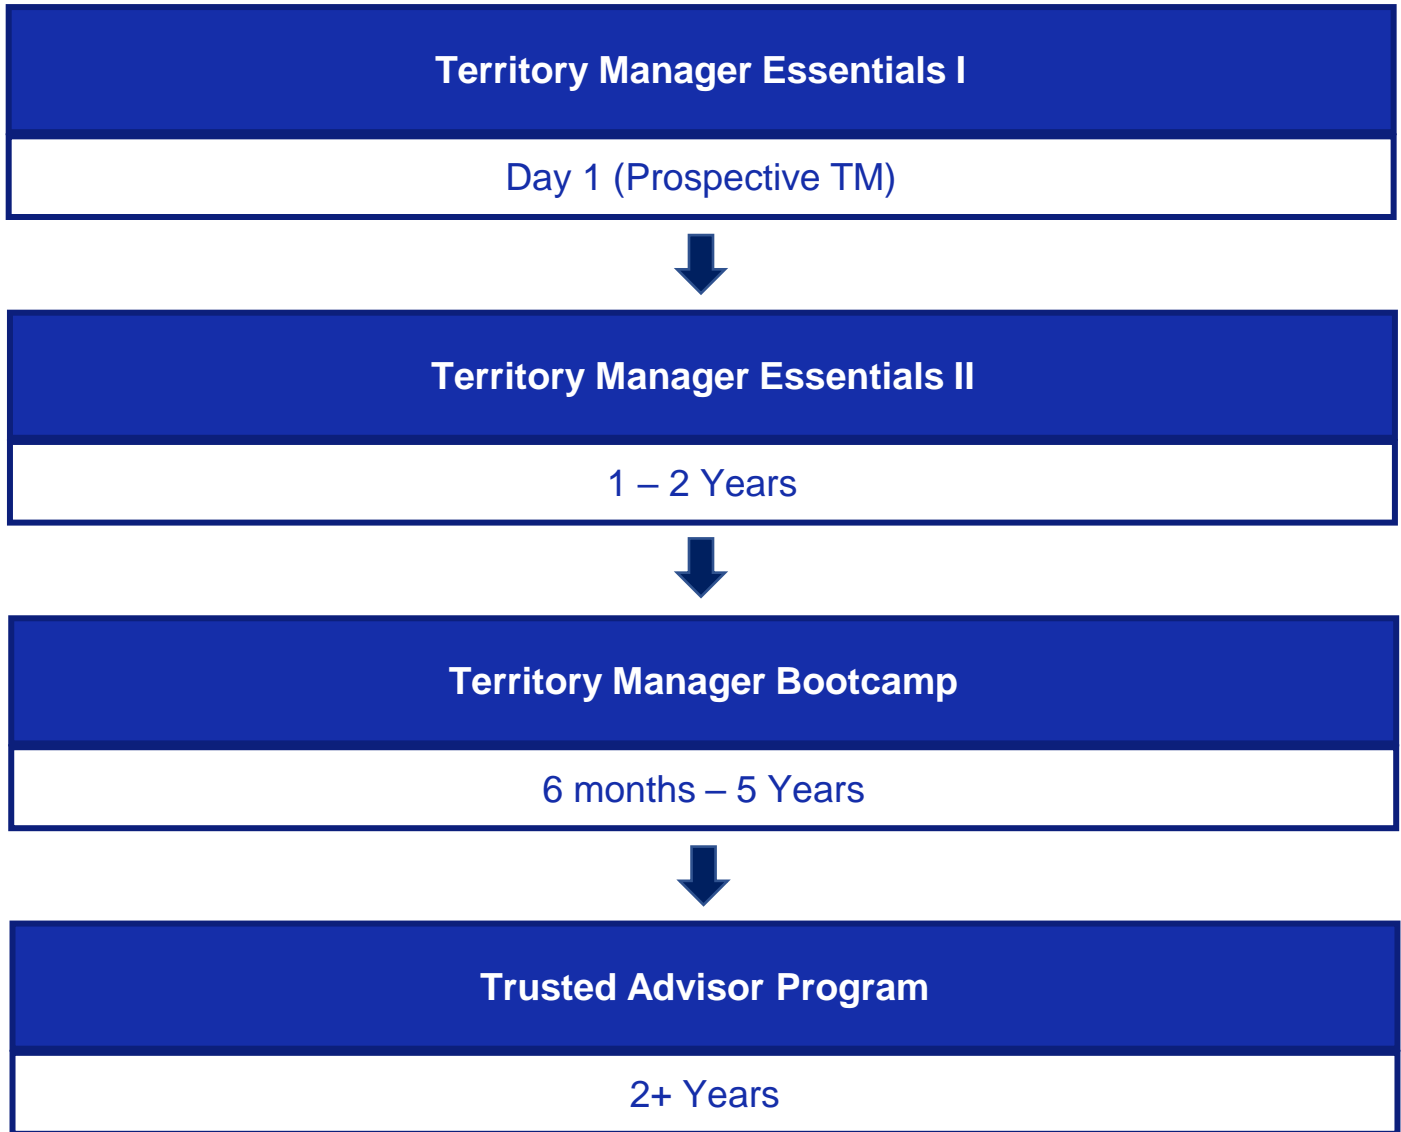 Territory Manager Essentials I
Day 1 (Prospective TM)
Territory Manager Essentials II
1 – 2 Years
Territory Manager Bootcamp
6 months – 5 Years
Trusted Advisor Program
2+ Years